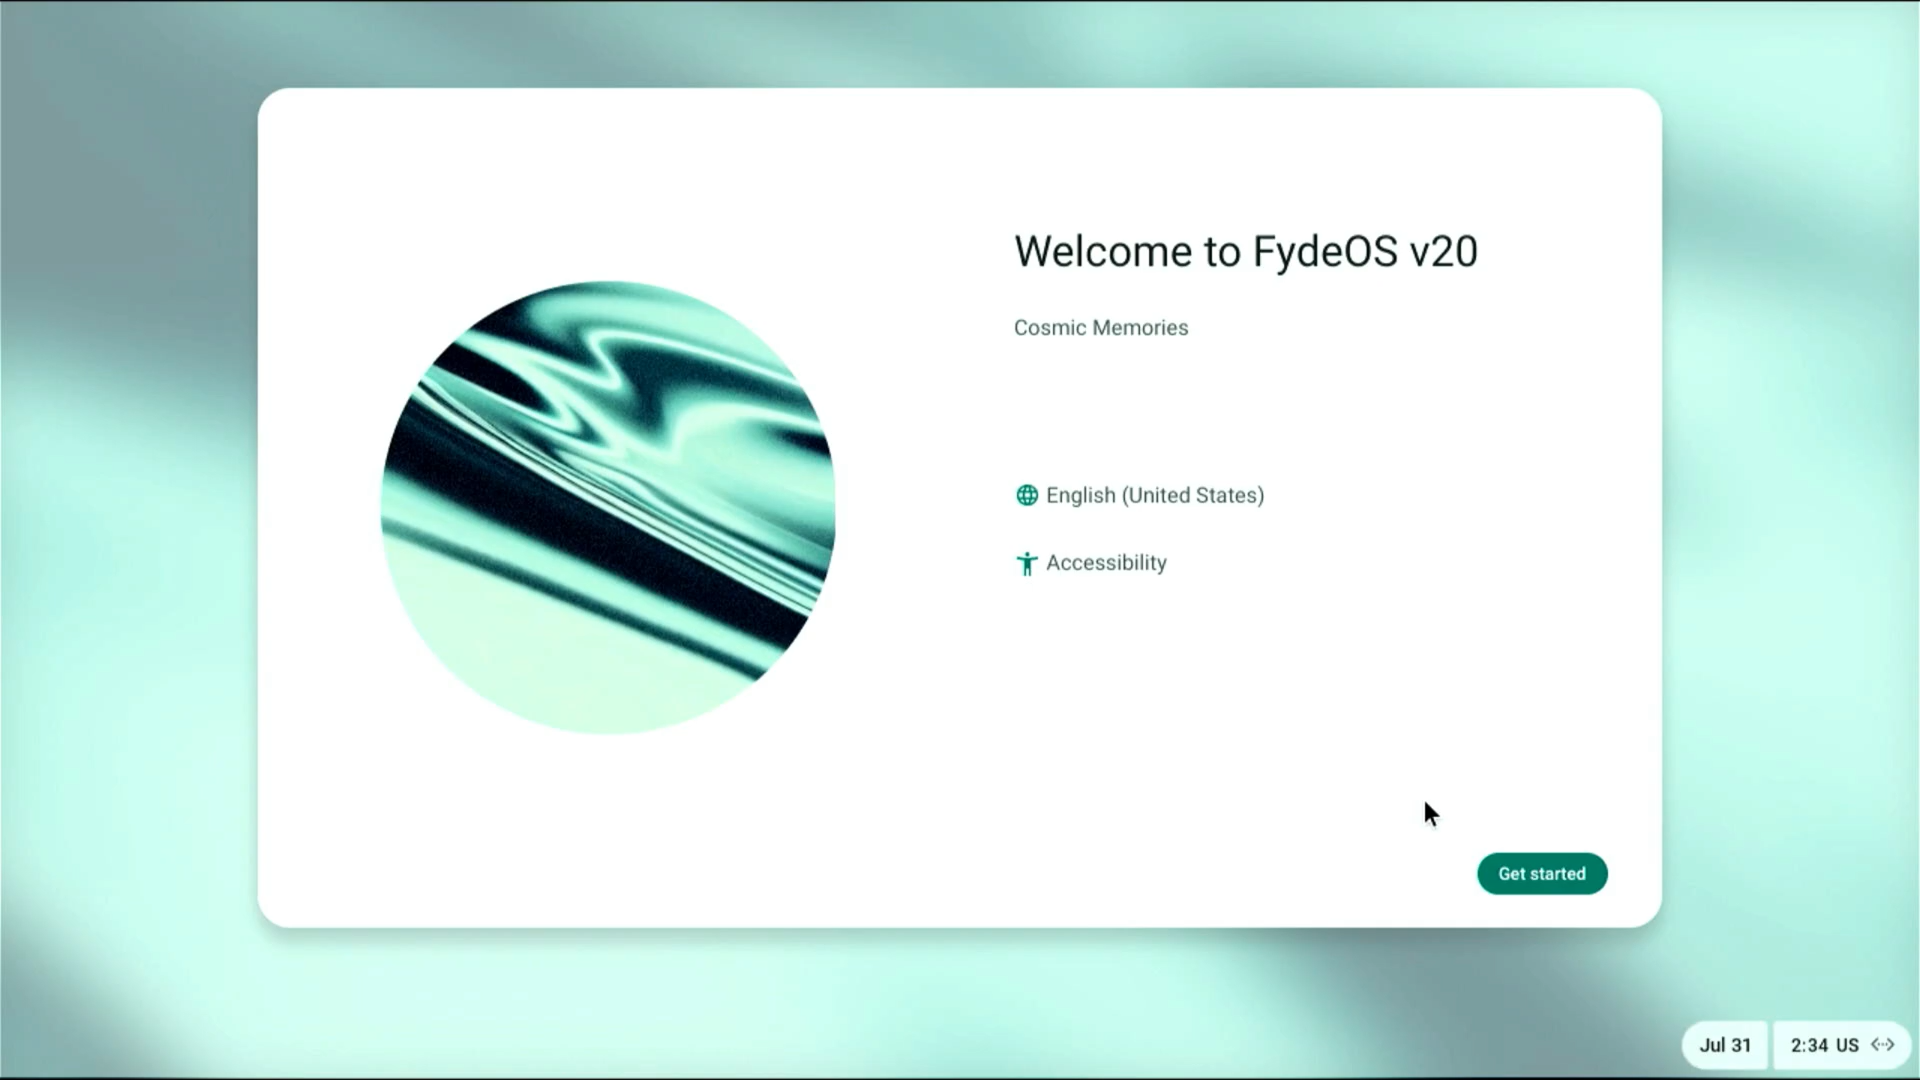 Welcome to FydeOS v20
Cosmic Memories
English (United States)
Accessibility
Get started
Jul 31
2:34 US